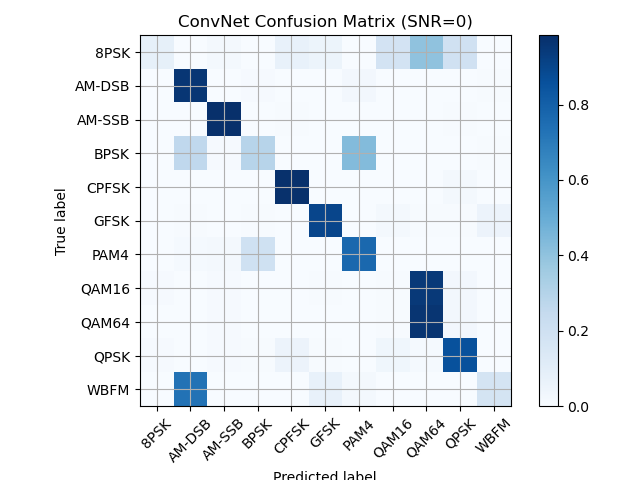 ConvNet Confusion Matrix (SNR=0)
True label
8PSK
AM-DSB
AM-SSB
BPSK
CPFSK
GFSK
PAM4
QAM16
QAM64
QPSK
WBFM
8PSK AM-DSB AM-SSB BPSK CPFSK GFSK PAM4 QAM16 QAM64 QPSK WBFM
Predicted label
0.8
0.6
0.4
0.2
0.0